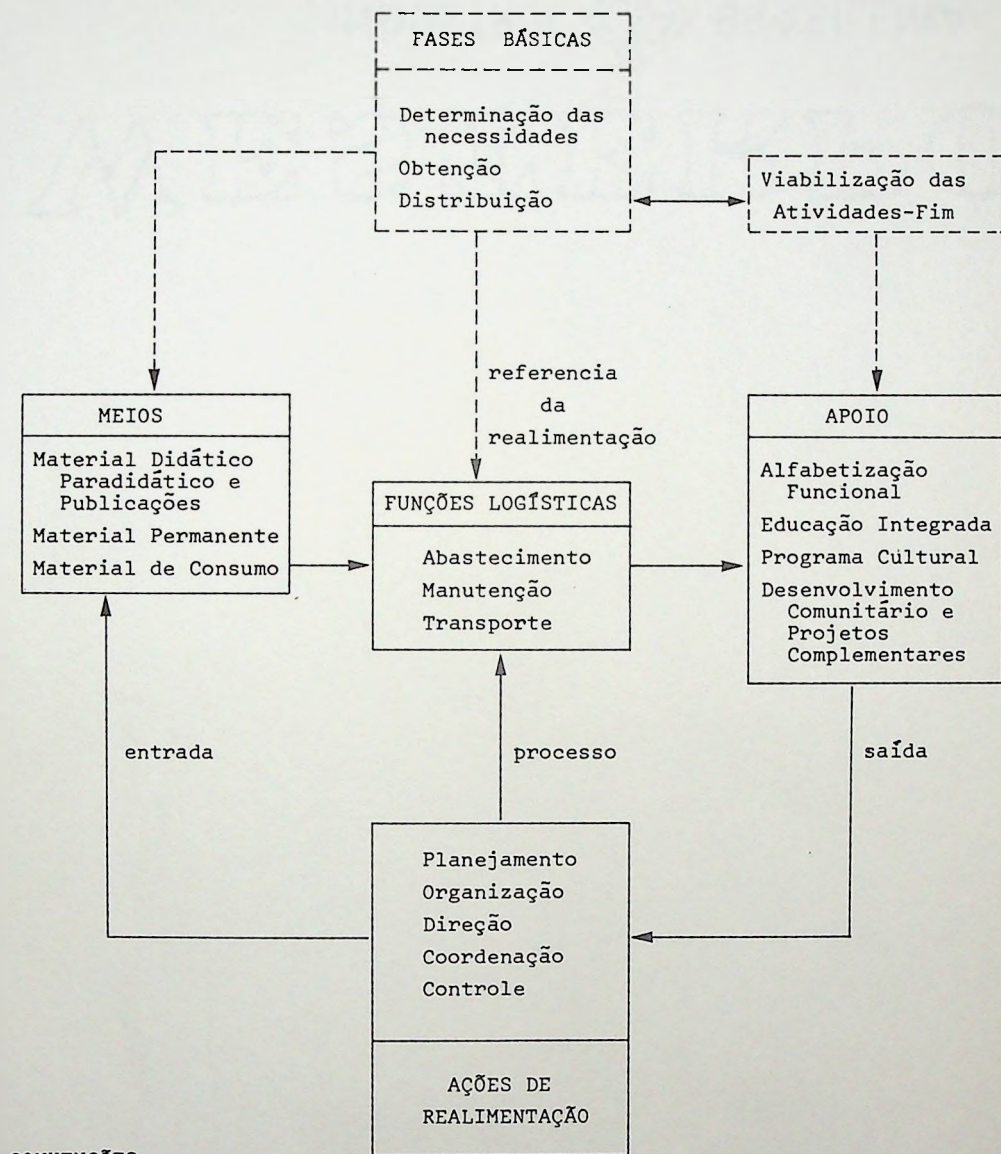 FASES BÁSICAS
Determinação das
necessidades
Obtenção
Distribuição
Viabilização das
Atividades-Fim
referencia
da
realimentação
MEIOS
Material Didático
Paradidático e
Publicações
Material Permanente
Material de Consumo
FUNÇÕES LOGÍSTICAS
Abastecimento
Manutenção
Transporte
APOIO
Alfabetização
Funcional
Educação Integrada
Programa Cultural
Desenvolvimento
Comunitário e
Projetos
Complementares
entrada
processo
saída
Planejamento
Organização
Direção
Coordenação
Controle
AÇÕES DE
REALIMENTAÇÃO